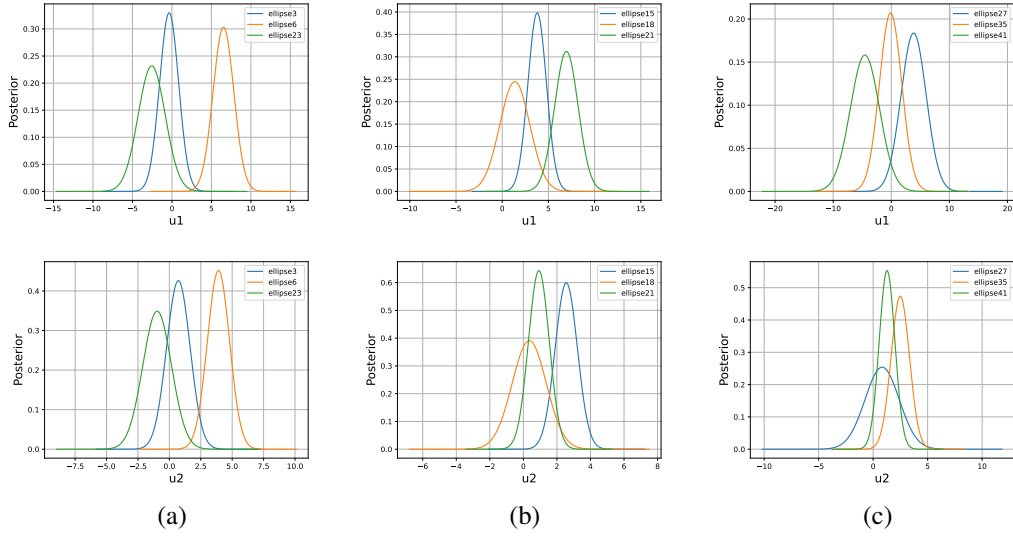 ellipse3
ellipse6
ellipse23
0.30
0.25
0.20
0.15
0.10
0.05
0.00
Posterior
−15 −10 −5 0 5 10 15
u1
ellipse15
ellipse18
ellipse21
0.40
0.35
0.30
0.25
0.20
0.15
0.10
0.05
0.00
Posterior
−10 −5 0 5 10 15
u1
ellipse27
ellipse35
ellipse41
0.20
0.15
0.10
0.05
0.00
Posterior
−20 −10 0 10 20
u1
ellipse3
ellipse6
ellipse23
0.4
0.3
0.2
0.1
0.0
Posterior
−7.5 −5.0 −2.5 0.0 2.5 5.0 7.5 10.0
u2
ellipse15
ellipse18
ellipse21
0.6
0.5
0.4
0.3
0.2
0.1
0.0
Posterior
−6 −4 −2 0 2 4 6 8
u2
ellipse27
ellipse35
ellipse41
0.5
0.4
0.3
0.2
0.1
0.0
Posterior
−10 −5 0 5 10
u2
(a)
(b)
(c)